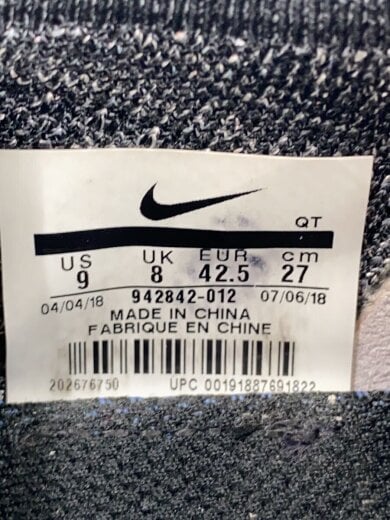 QT
US UK EUR cm
9 8 42.5 27
04/04/18 942842-012 07/06/18
MADE IN CHINA
FABRIQUE EN CHINE
202676750 UPC 00191887691822